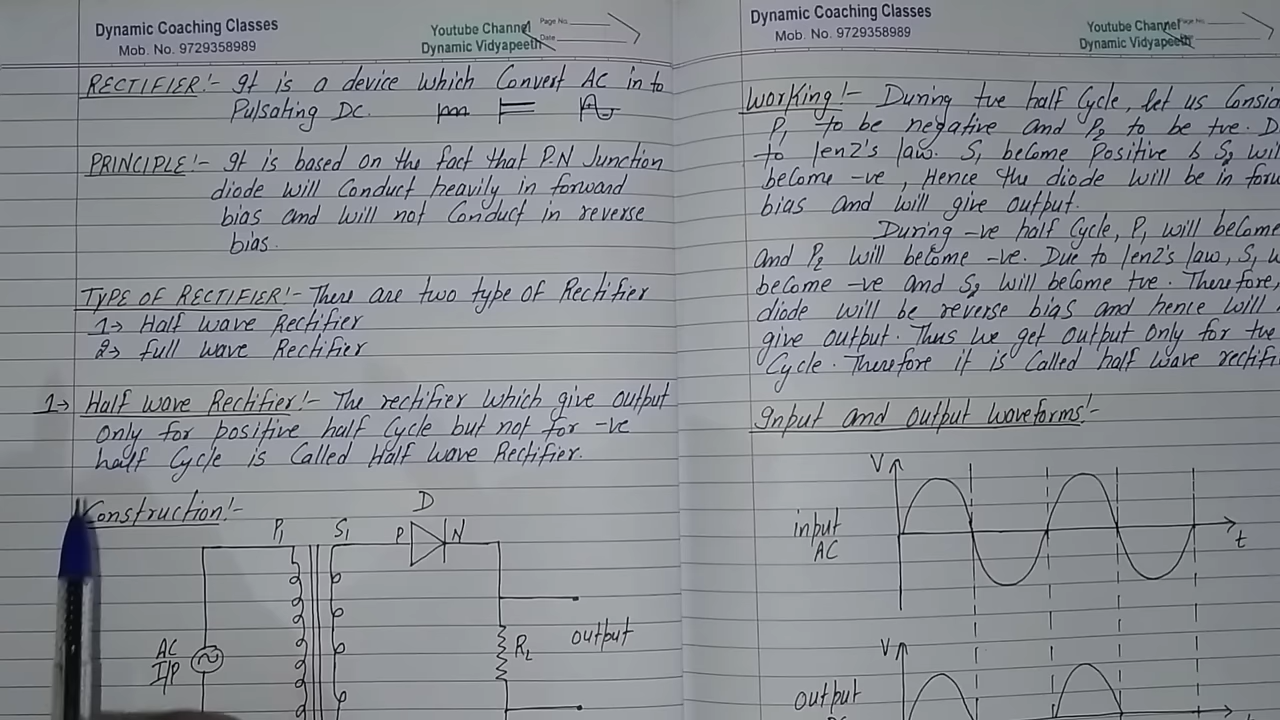 Dynamic Coaching Classes
Mob. No. 9729358989
Youtube Channel
Dynamic Vidyapeeth
Page No.
Date
RECTIFIER!- It is a device which Convert AC in to
Pulsating DC.
PRINCIPLE!- It is based on the fact that P.N Junction
diode will Conduct heavily in forward
bias and will not Conduct in reverse
bias.
TYPE OF RECTIFIER!- There are two type of Rectifier
1→ Half wave Rectifier
2→ full wave Rectifier
1→ Half wave Rectifier!- The rectifier which give output
Only for positive half Cycle but not for -ve
half Cycle is Called Half wave Rectifier.
Construction!-
D
P1 S1 P N
AC
I/P
RL
output
Dynamic Coaching Classes
Mob. No. 9729358989
Youtube Channel
Dynamic Vidyapeeth
Page No.
Working!- During +ve half Cycle, let us Consi
P1 to be negative and P2 to be +ve. D
to lenz's law. S1 become Positive & S2 wil
become -ve, Hence the diode will be in forw
bias and will give output.
During -ve half Cycle, P1 will become
and P2 will become -ve. Due to lenz's law, S1 w
become -ve and S2 will become +ve. Therefore,
diode will be reverse bias and hence will
give output. Thus we get output Only for +ve
Cycle. Therefore it is Called half wave rectifi
Input and output waveforms!-
V
input
AC
t
V
output